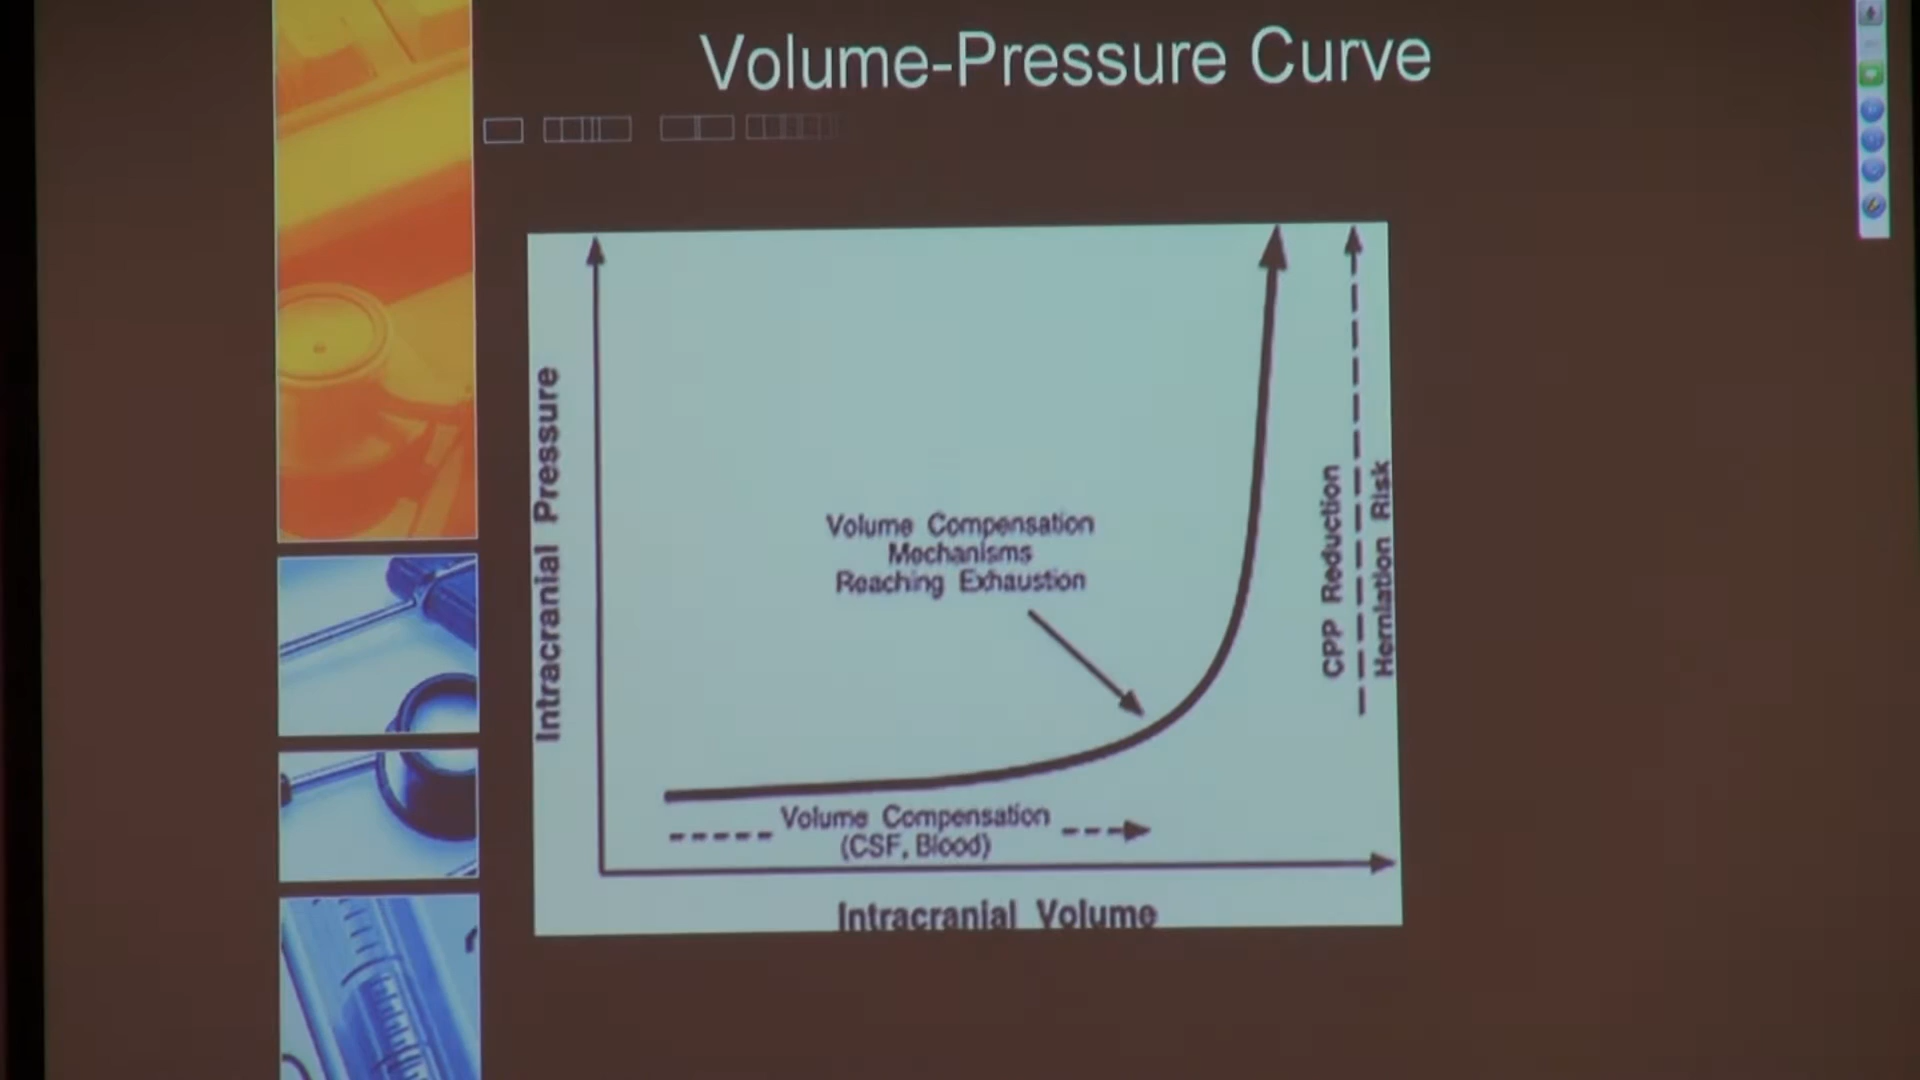 Volume-Pressure Curve
Intracranial Pressure
Volume Compensation
Mechanisms
Reaching Exhaustion
CPP Reduction
Herniation Risk
Volume Compensation
(CSF, Blood)
Intracranial Volume